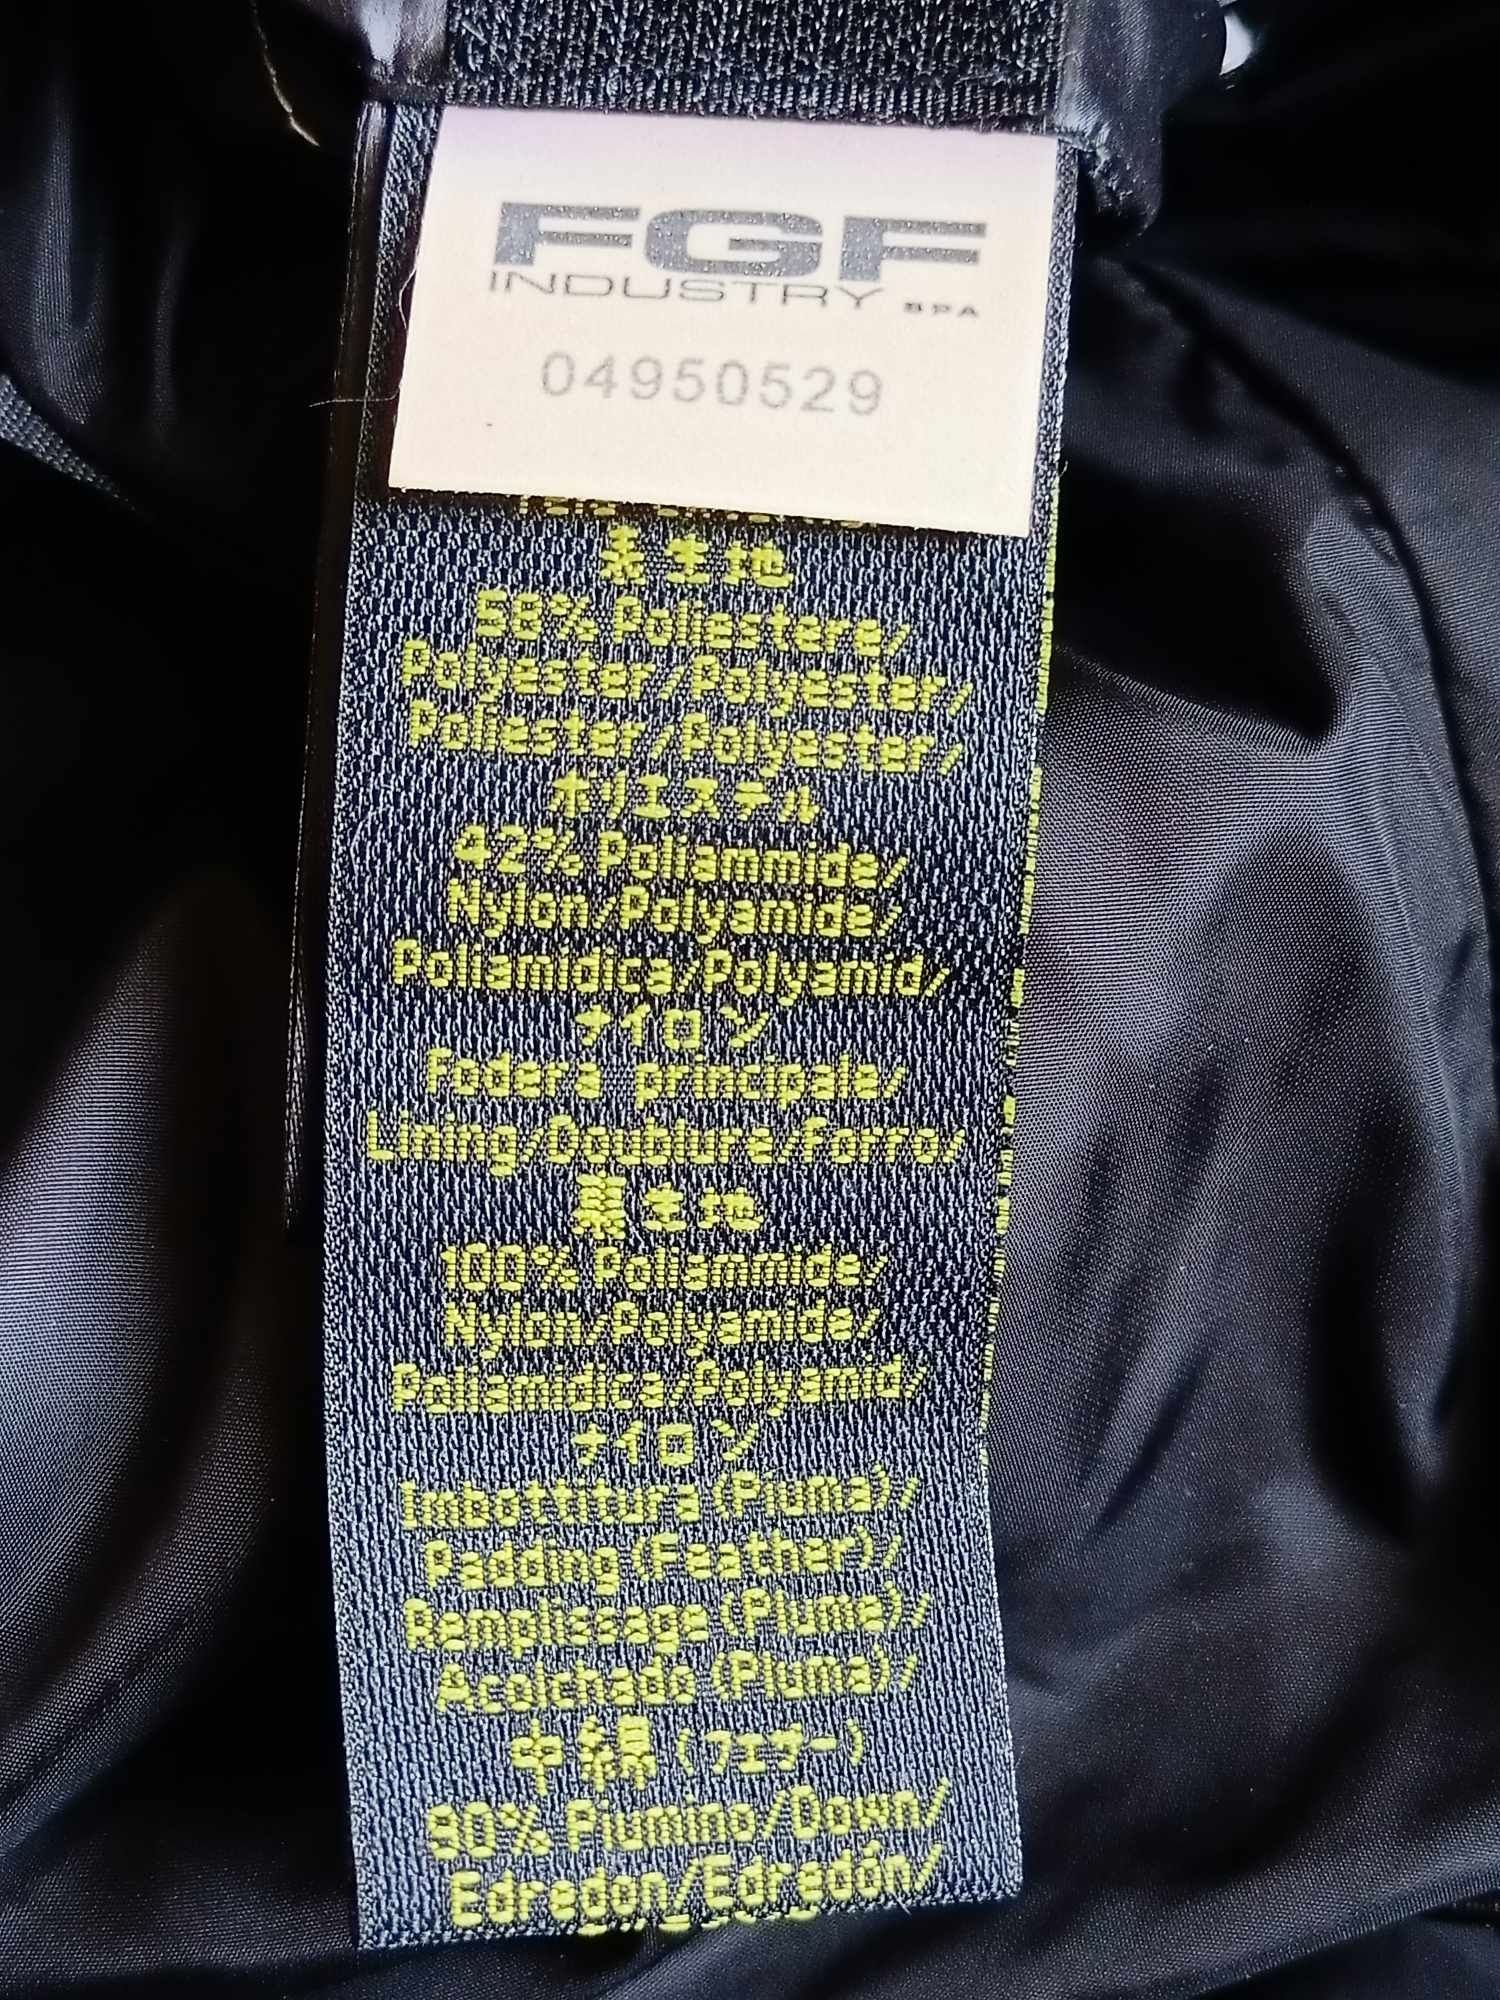 FGF
INDUSTRY SPA
04950529
表生地
58% Poliestere/
Polyester/Polyester/
Poliester/Polyester/
ポリエステル
42% Poliammide/
Nylon/Polyamide/
Poliamidica/Polyamid/
ナイロン
Fodera principale/
Lining/Doublure/Forro/
裏生地
100% Poliammide/
Nylon/Polyamide/
Poliamidica/Polyamid/
ナイロン
Imbottitura (Piuma)/
Padding (Feather)/
Remplissage (Pluma)/
Acolchado (Pluma)/
中綿 (フェザー)
90% Piumino/Down/
Edredon/Edredón/